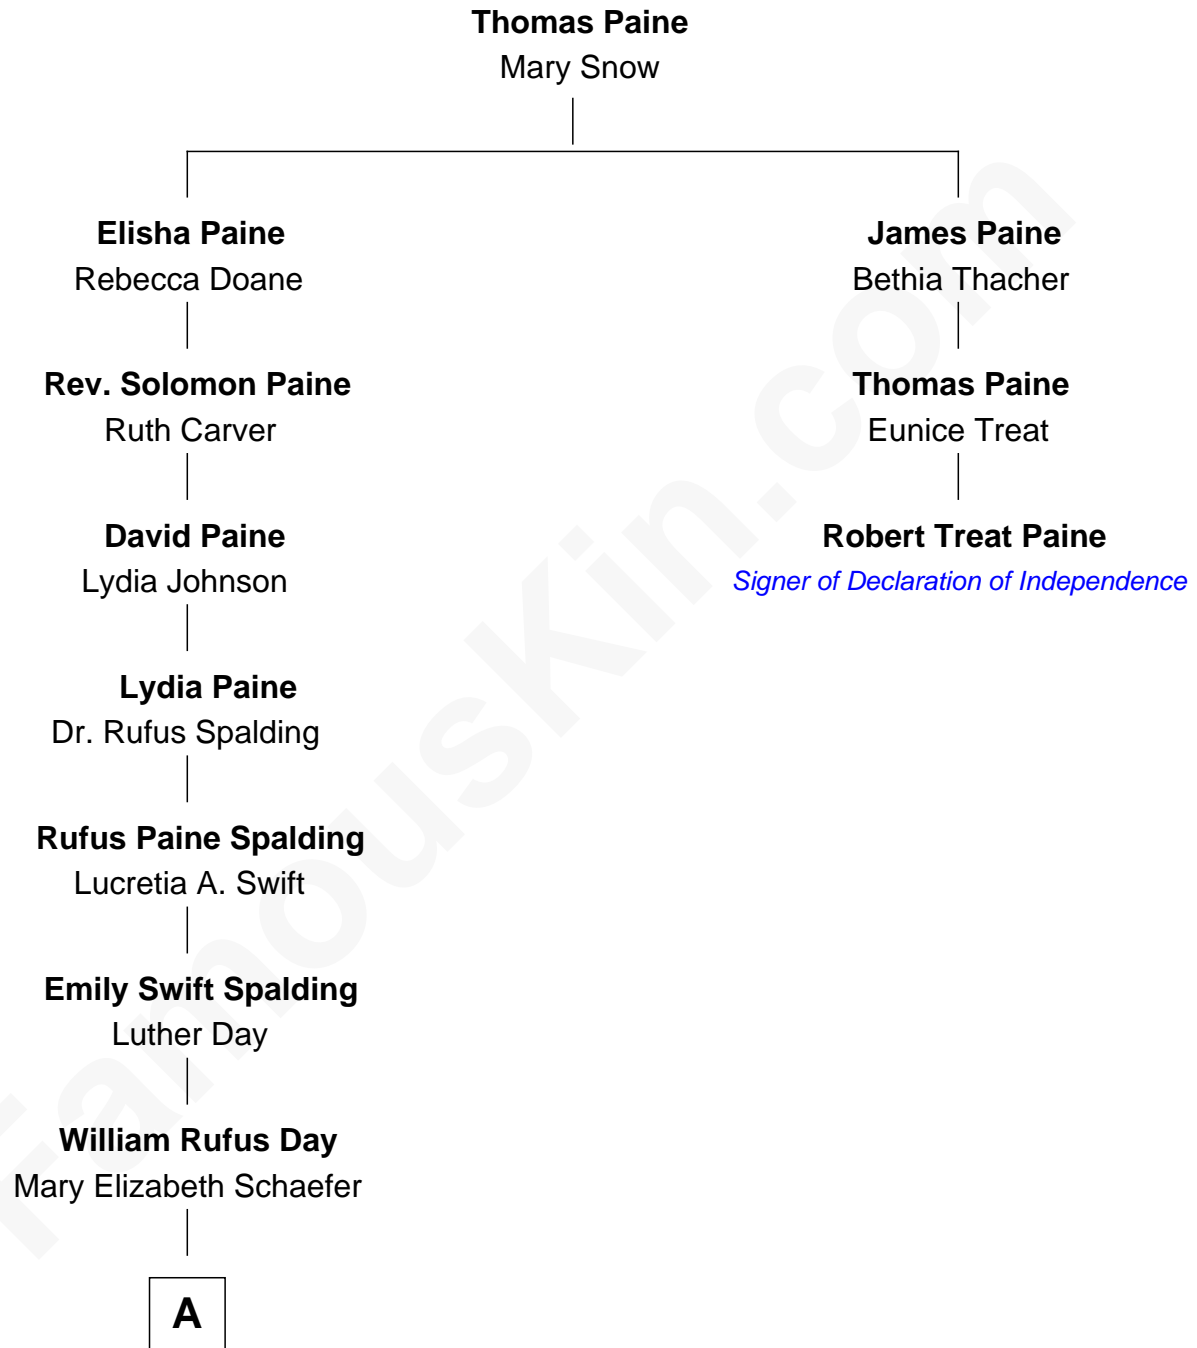 Thomas Paine
Mary Snow
Elisha Paine
Rebecca Doane
James Paine
Bethia Thacher
Rev. Solomon Paine
Ruth Carver
Thomas Paine
Eunice Treat
David Paine
Lydia Johnson
Robert Treat Paine
Signer of Declaration of Independence
Lydia Paine
Dr. Rufus Spalding
Rufus Paine Spalding
Lucretia A. Swift
Emily Swift Spalding
Luther Day
William Rufus Day
Mary Elizabeth Schaefer
A
FamousKin.com